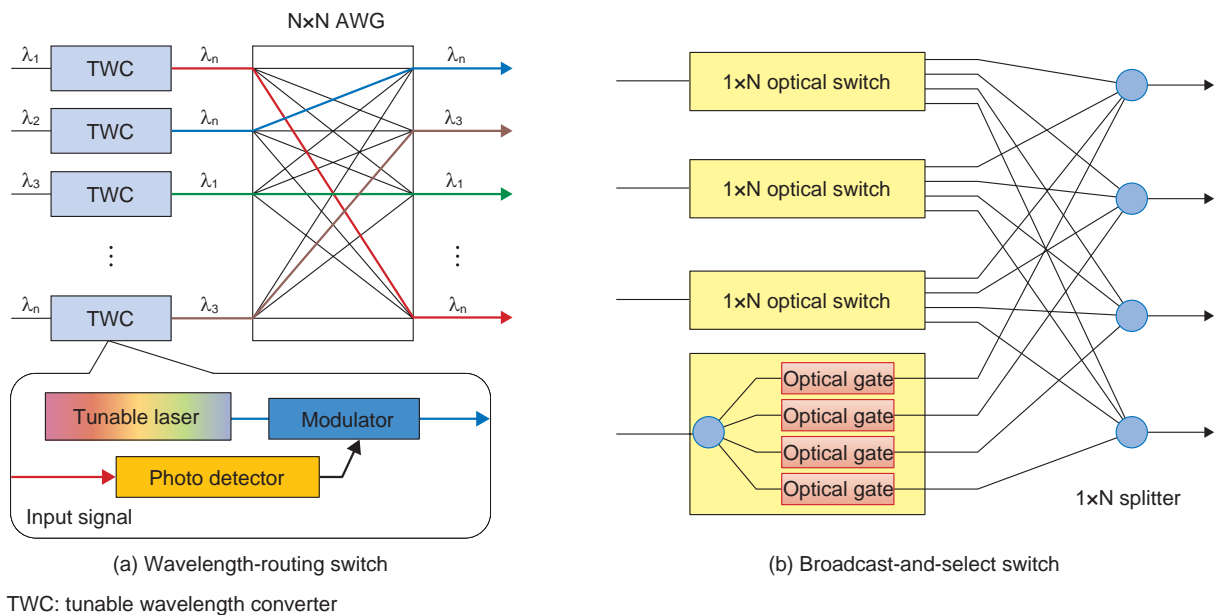 N×N AWG
λ1 TWC λn λn
λ2 TWC λn λ3
λ3 TWC λ1 λ1
⋮ ⋮
λn TWC λ3 λn
Tunable laser
Modulator
Photo detector
Input signal
(a) Wavelength-routing switch
TWC: tunable wavelength converter
1×N optical switch
1×N optical switch
1×N optical switch
Optical gate
Optical gate
Optical gate
Optical gate
1×N splitter
(b) Broadcast-and-select switch